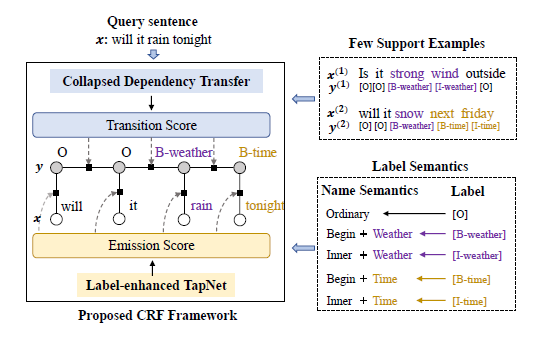 Query sentence
x: will it rain tonight
Collapsed Dependency Transfer
Transition Score
y O O B-weather B-time
x will it rain tonight
Emission Score
Label-enhanced TapNet
Proposed CRF Framework
Few Support Examples
x(1) Is it strong wind outside
y(1) [O][O] [B-weather] [I-weather] [O]
x(2) will it snow next friday
y(2) [O] [O] [B-weather] [B-time] [I-time]
Label Semantics
Name Semantics Label
Ordinary [O]
Begin + Weather [B-weather]
Inner + Weather [I-weather]
Begin + Time [B-time]
Inner + Time [I-time]